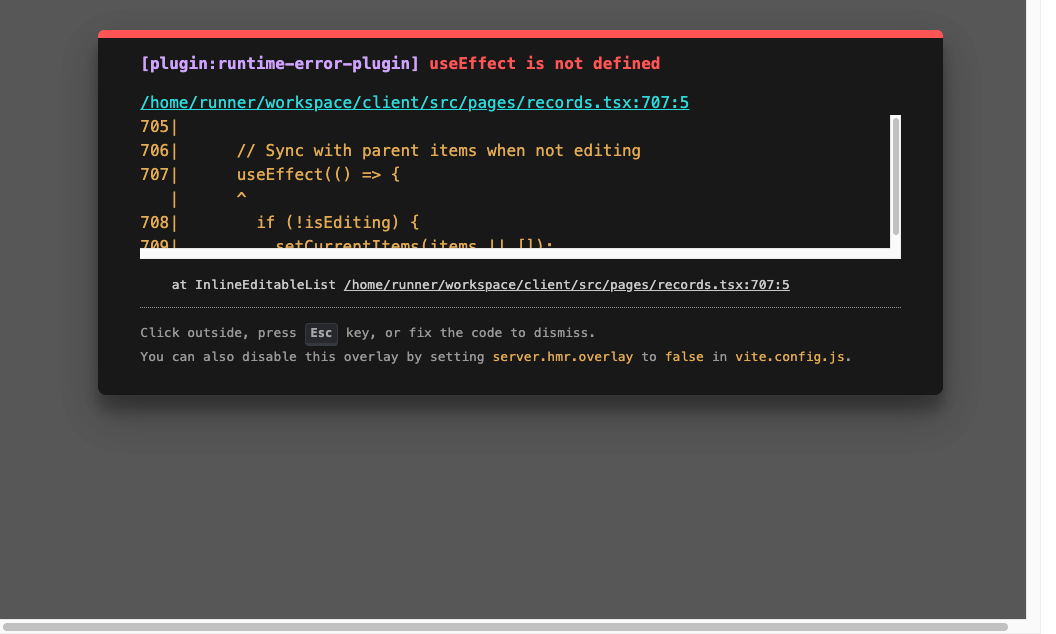 [plugin:runtime-error-plugin] useEffect is not defined
/home/runner/workspace/client/src/pages/records.tsx:707:5
705|
706|      // Sync with parent items when not editing
707|      useEffect(() => {
   |      ^
708|        if (!isEditing) {
709|          setCurrentItems(items || []);
at InlineEditableList /home/runner/workspace/client/src/pages/records.tsx:707:5
Click outside, press Esc key, or fix the code to dismiss.
You can also disable this overlay by setting server.hmr.overlay to false in vite.config.js.